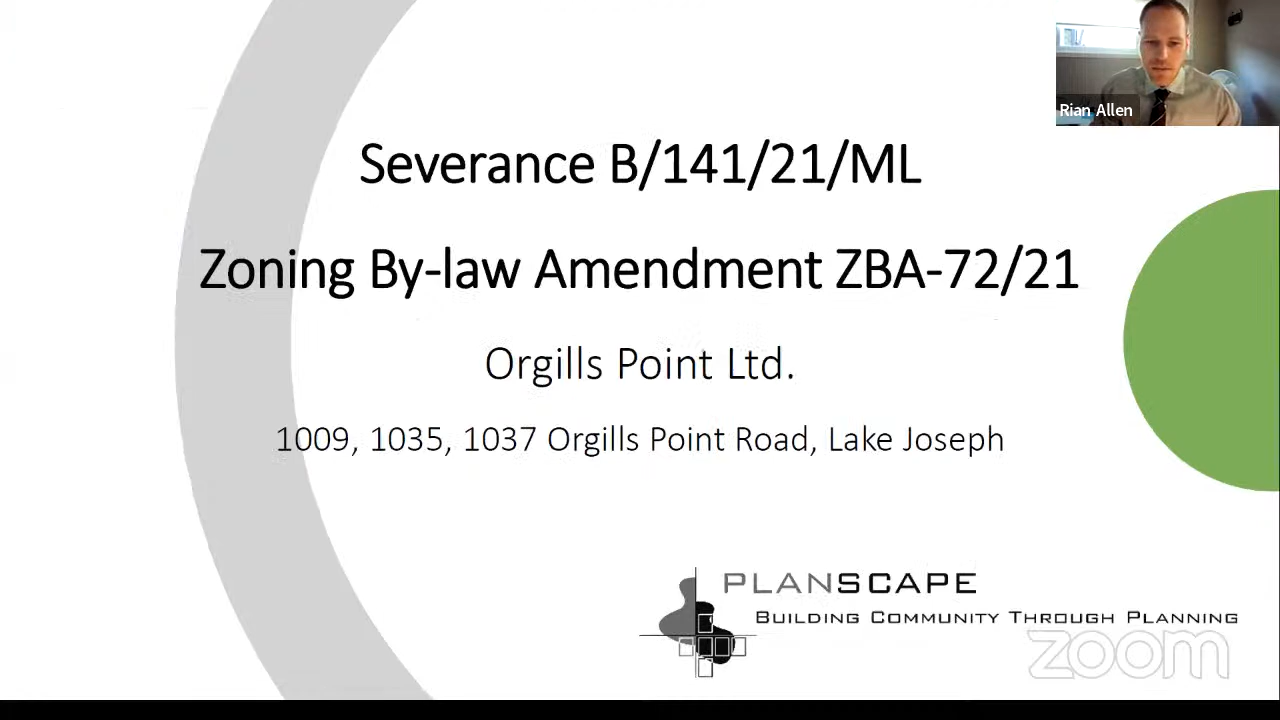 Rian Allen
Severance B/141/21/ML
Zoning By-law Amendment ZBA-72/21
Orgills Point Ltd.
1009, 1035, 1037 Orgills Point Road, Lake Joseph
PLANSCAPE
BUILDING COMMUNITY THROUGH PLANNING
zoom